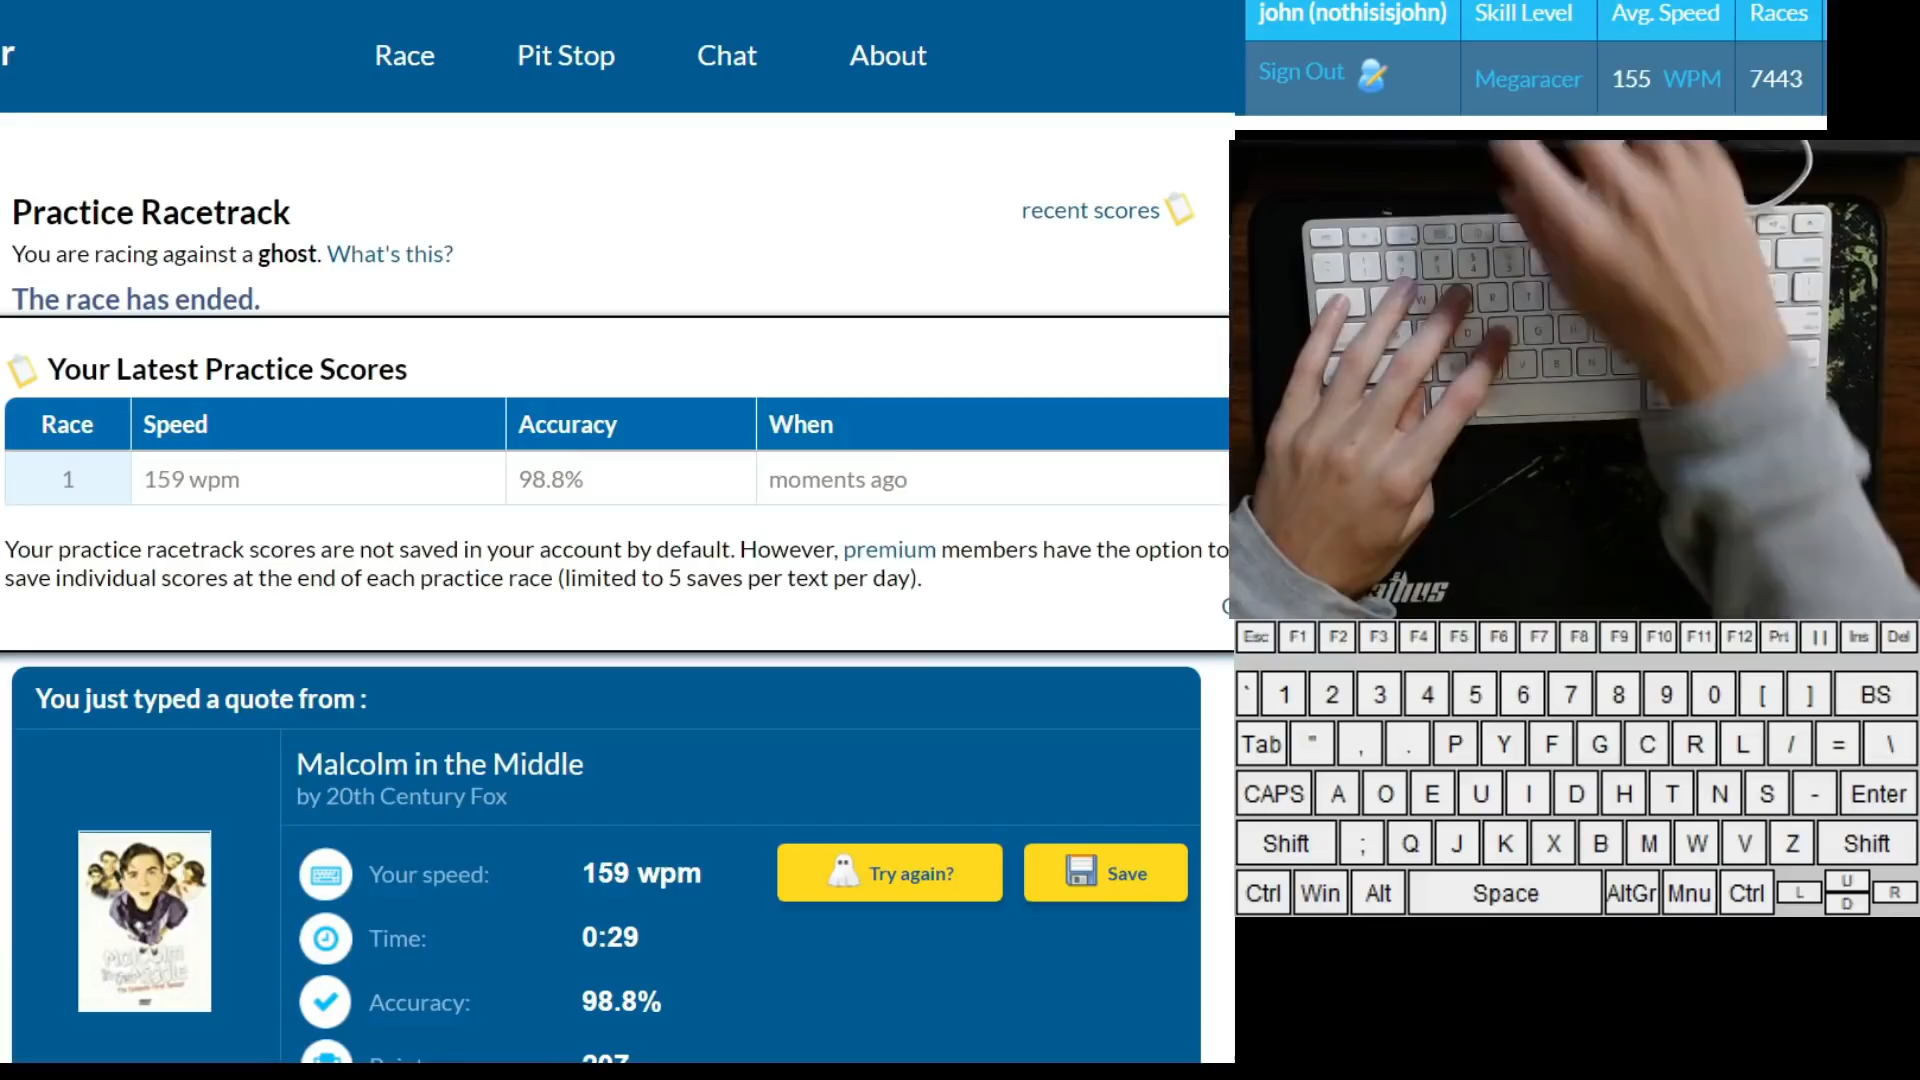 r Race Pit Stop Chat About
john (nothisisjohn) Skill Level Avg. Speed Races
Sign Out Megaracer 155 WPM 7443
Practice Racetrack
recent scores
You are racing against a ghost. What's this?
The race has ended.
Your Latest Practice Scores
Race Speed Accuracy When
1 159 wpm 98.8% moments ago
Your practice racetrack scores are not saved in your account by default. However, premium members have the option to
save individual scores at the end of each practice race (limited to 5 saves per text per day).
You just typed a quote from :
Malcolm in the Middle
by 20th Century Fox
Your speed: 159 wpm Try again? Save
Time: 0:29
Accuracy: 98.8%
Esc F1 F2 F3 F4 F5 F6 F7 F8 F9 F10 F11 F12 Prt || Ins Del
` 1 2 3 4 5 6 7 8 9 0 [ ] BS
Tab " , . P Y F G C R L / = \
CAPS A O E U I D H T N S - Enter
Shift ; Q J K X B M W V Z Shift
Ctrl Win Alt Space AltGr Mnu Ctrl L U D R